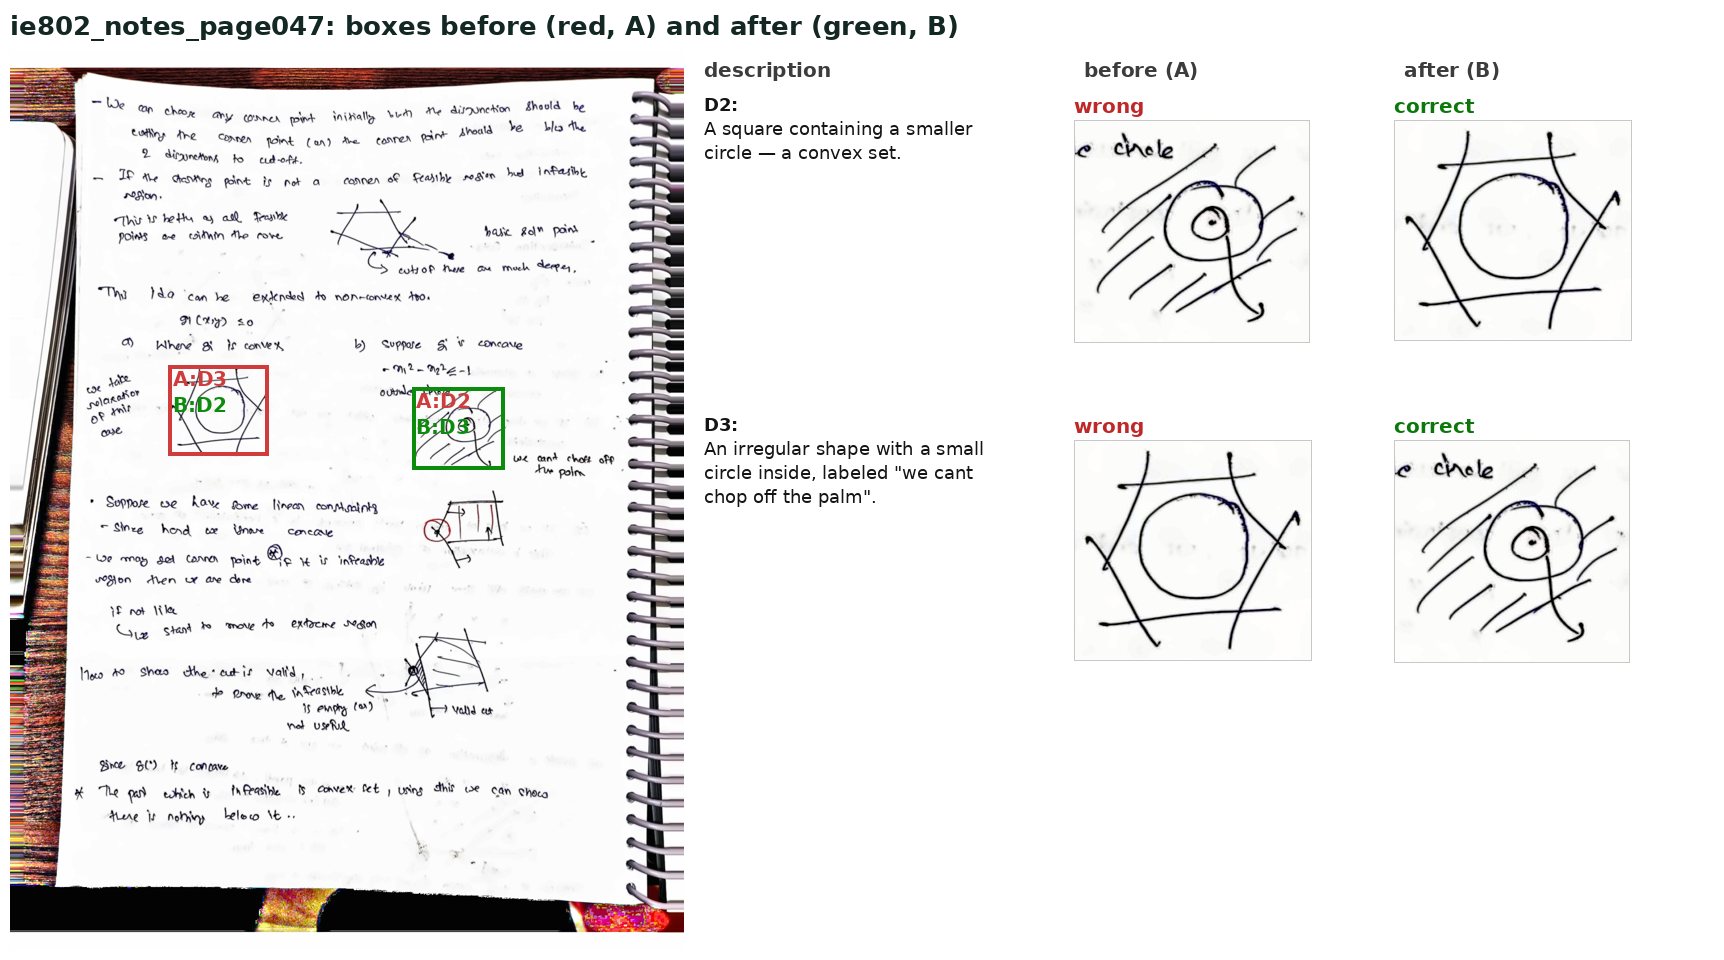 ie802_notes_page047: boxes before (red, A) and after (green, B)
description
before (A)
after (B)
D2:
A square containing a smaller
circle — a convex set.
wrong
correct
e circle
D3:
An irregular shape with a small
circle inside, labeled "we cant
chop off the palm".
wrong
correct
e circle
- We can choose any corner point initially but the disjunction should be
cutting the corner point (or) the corner point should be b/w the
2 disjunctions to cut-off.
- If the starting point is not a corner of feasible region but infeasible
region.
This is better as all feasible
points are within the cone
basic soln point
cuts of these are much deeper.
This Idea can be extended to non-convex too.
gi (x,y) ≤ 0
a) Where gi is convex
b) Suppose gi is concave
we take
relaxation
of this
case
outside
A:D3
B:D2
A:D2
B:D3
we cant chop off
the palm
• Suppose we have some linear constraints
- Since hand we have concave
- we may get corner point if it is infeasible
region then we are done
if not like
we start to move to extreme region
How to show the cut is valid,
to prove the infeasible
is empty (or)
not useful
valid cut
Since g(·) is concave
* The part which is infeasible is convex set, using this we can show
there is nothing below it ..